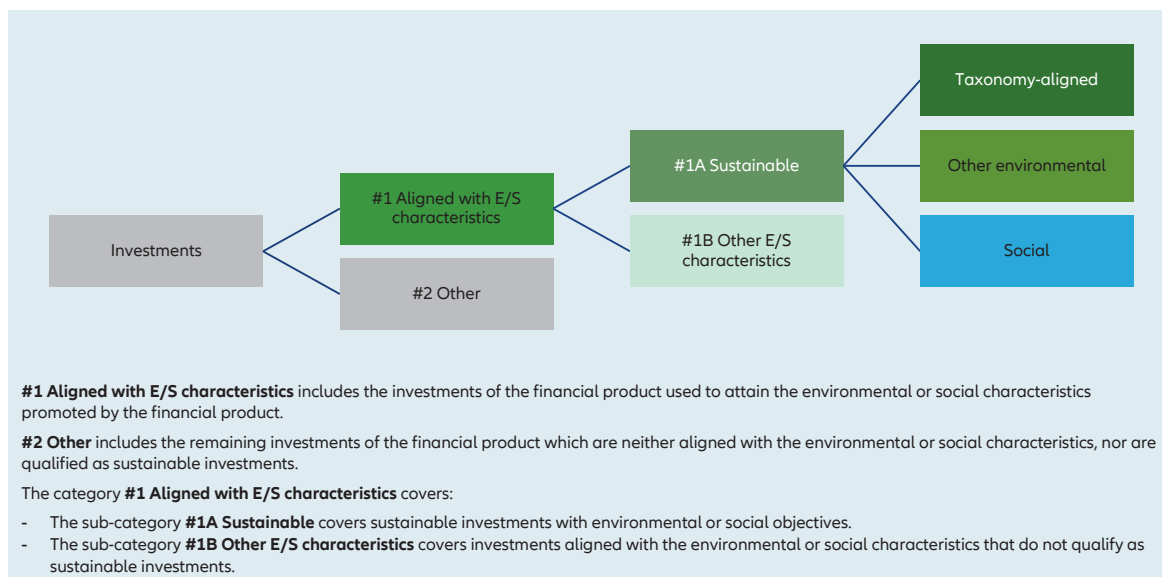 Taxonomy-aligned
#1A Sustainable
Other environmental
#1 Aligned with E/S
characteristics
#1B Other E/S
characteristics
Investments
Social
#2 Other
#1 Aligned with E/S characteristics includes the investments of the financial product used to attain the environmental or social characteristics
promoted by the financial product.
#2 Other includes the remaining investments of the financial product which are neither aligned with the environmental or social characteristics, nor are
qualified as sustainable investments.
The category #1 Aligned with E/S characteristics covers:
- The sub-category #1A Sustainable covers sustainable investments with environmental or social objectives.
- The sub-category #1B Other E/S characteristics covers investments aligned with the environmental or social characteristics that do not qualify as
sustainable investments.